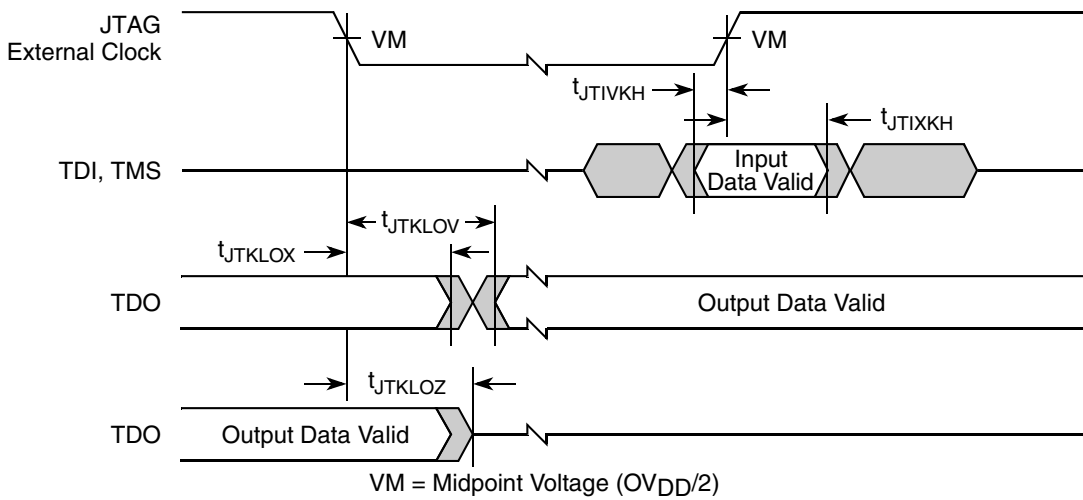 JTAG
External Clock
VM
VM
tJTIVKH
tJTIXKH
TDI, TMS
Input
Data Valid
tJTKLOV
tJTKLOX
TDO
Output Data Valid
tJTKLOZ
TDO
Output Data Valid
VM = Midpoint Voltage (OVDD/2)